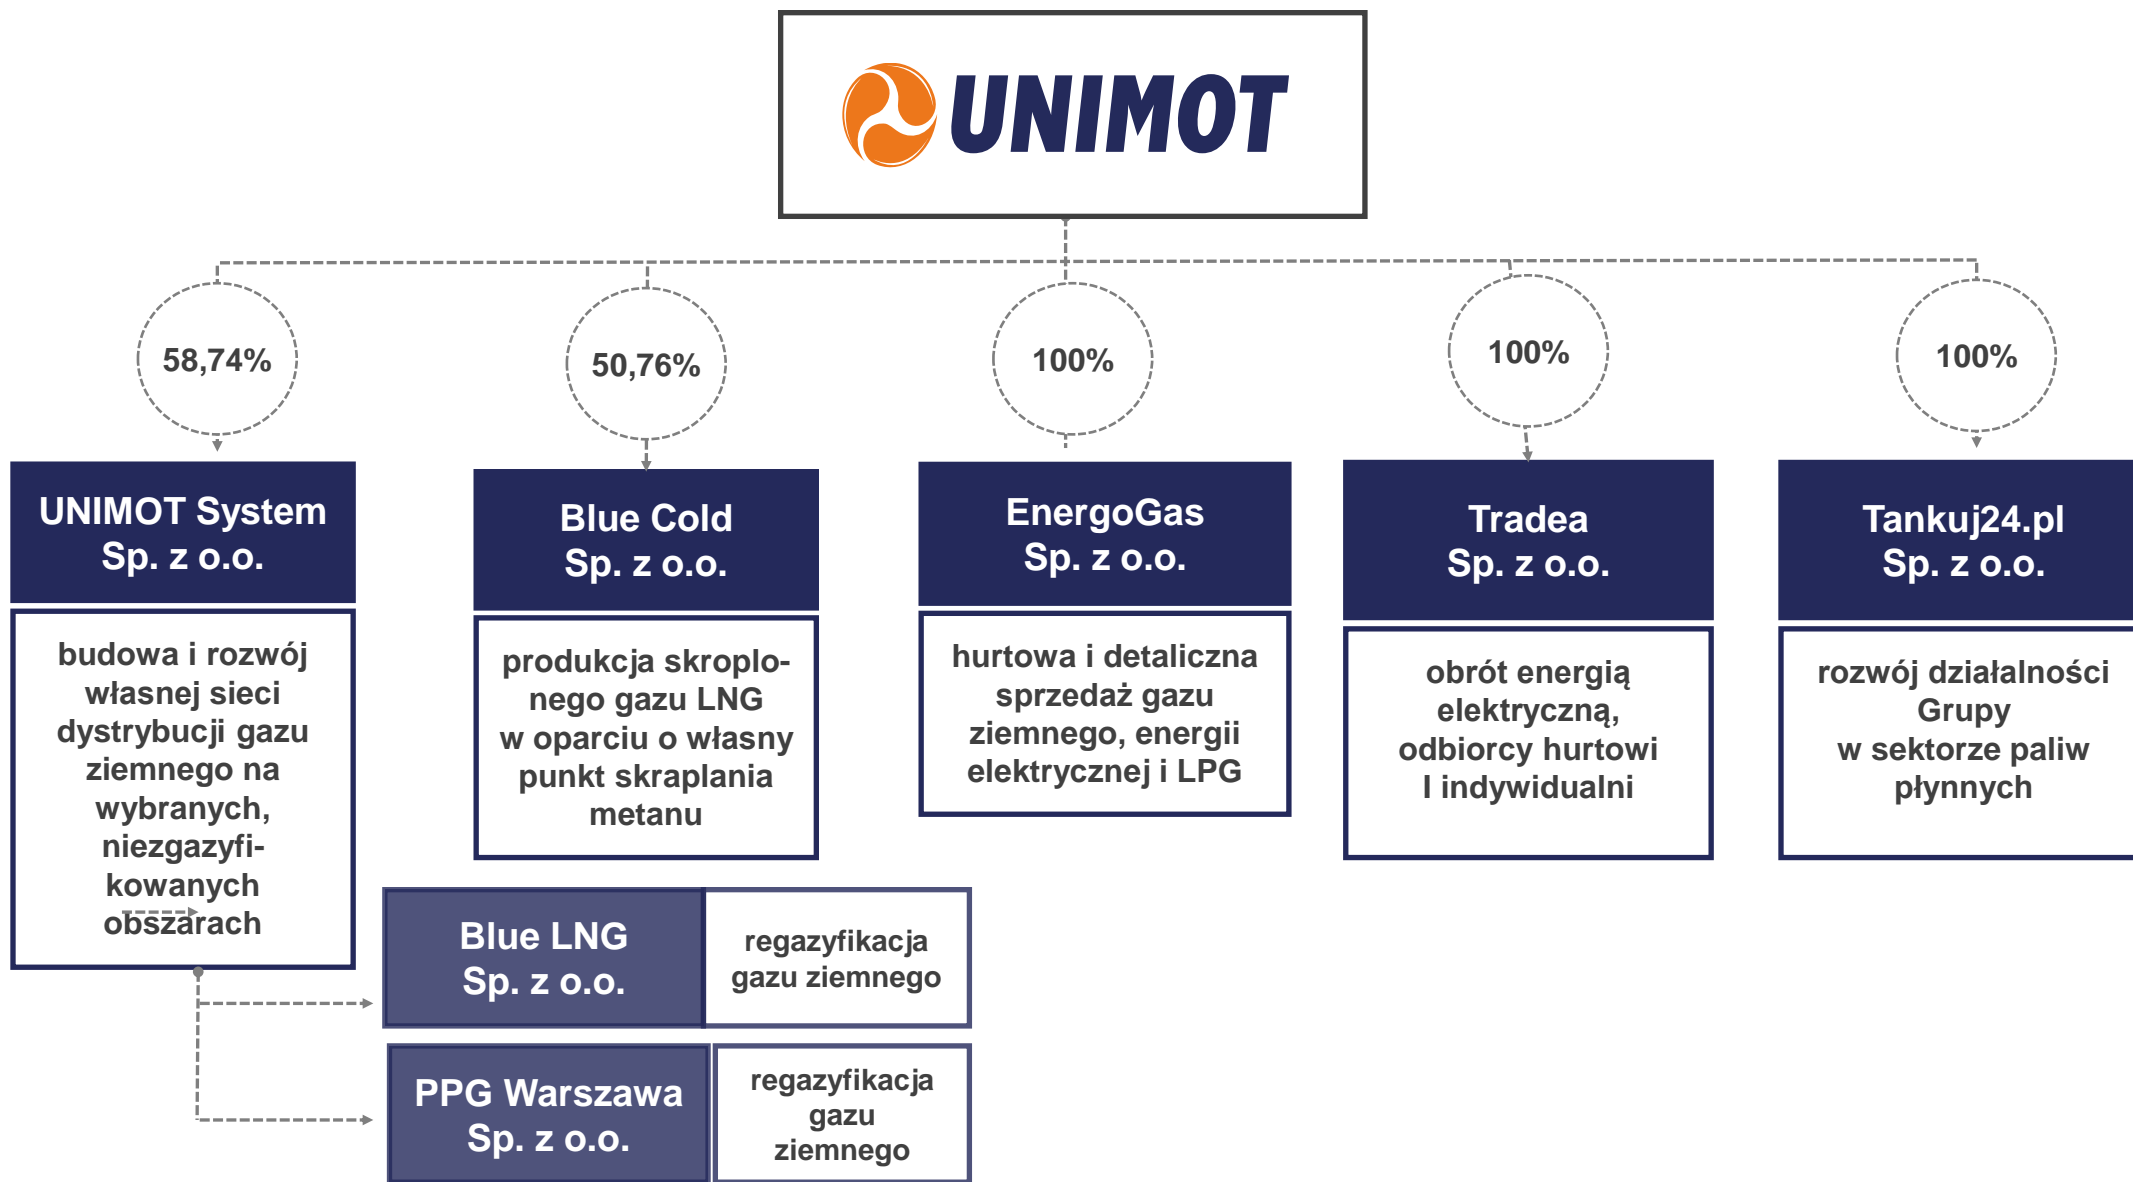 UNIMOT
58,74%
50,76%
100%
100%
100%
UNIMOT System
Sp. z o.o.
budowa i rozwój
własnej sieci
dystrybucji gazu
ziemnego na
wybranych,
niezgazyfi-
kowanych
obszarach
Blue Cold
Sp. z o.o.
produkcja skroplo-
nego gazu LNG
w oparciu o własny
punkt skraplania
metanu
EnergoGas
Sp. z o.o.
hurtowa i detaliczna
sprzedaż gazu
ziemnego, energii
elektrycznej i LPG
Tradea
Sp. z o.o.
obrót energią
elektryczną,
odbiorcy hurtowi
I indywidualni
Tankuj24.pl
Sp. z o.o.
rozwój działalności
Grupy
w sektorze paliw
płynnych
Blue LNG
Sp. z o.o.
regazyfikacja
gazu ziemnego
PPG Warszawa
Sp. z o.o.
regazyfikacja
gazu
ziemnego